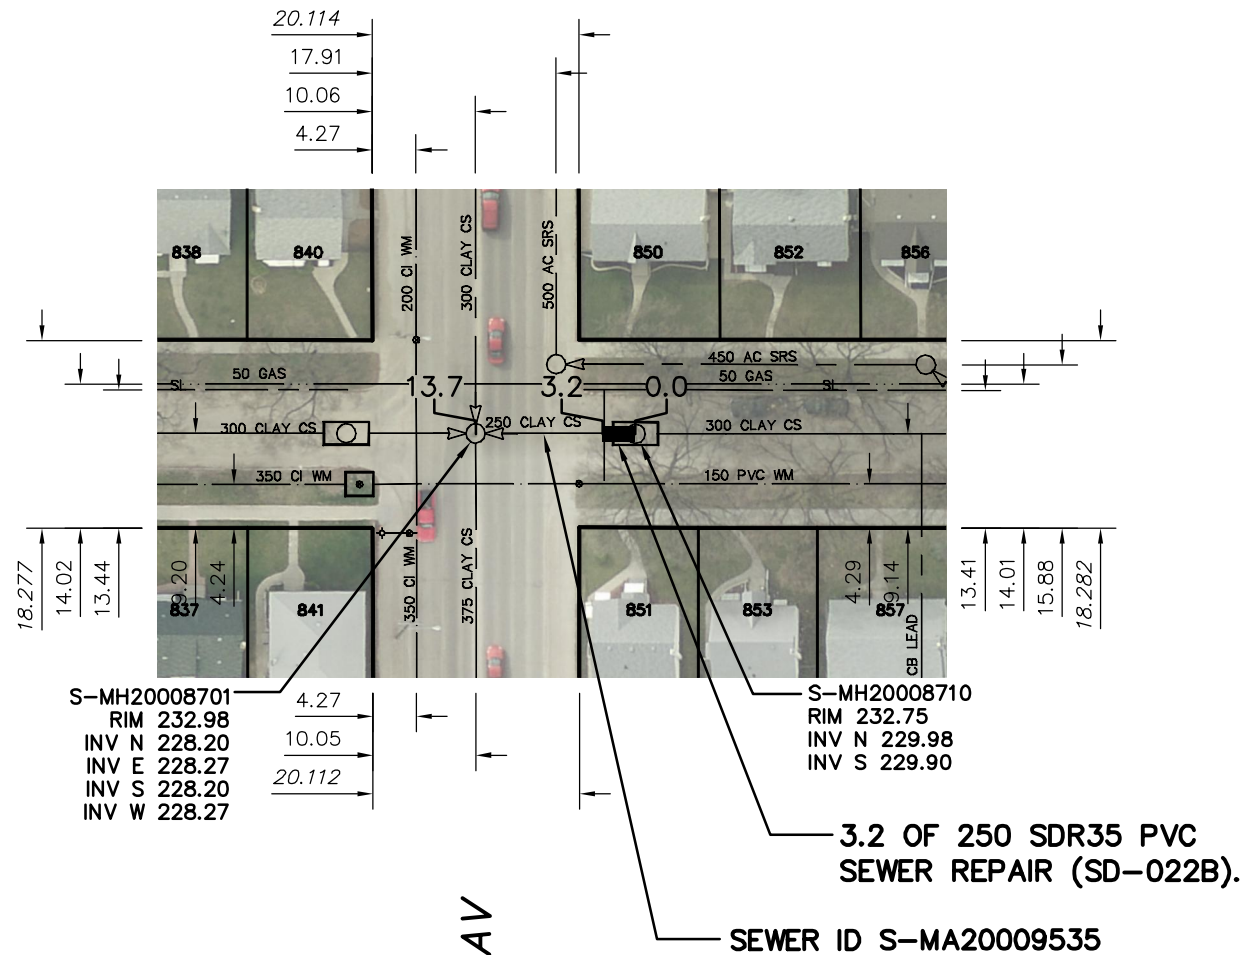 20.114
17.91
10.06
4.27
200 CI WM
300 CLAY CS
500 AC SRS
838
840
850
852
856
450 AC SRS
50 GAS
50 GAS
SL
SL
13.7
3.2
0.0
300 CLAY CS
250 CLAY CS
300 CLAY CS
350 CI WM
150 PVC WM
350 CI WM
375 CLAY CS
18.277
14.02
13.44
9.20
4.24
4.29
9.14
13.41
14.01
15.88
18.282
837
841
851
853
857
CB LEAD
S-MH20008701
RIM 232.98
INV N 228.20
INV E 228.27
INV S 228.20
INV W 228.27
4.27
10.05
20.112
S-MH20008710
RIM 232.75
INV N 229.98
INV S 229.90
3.2 OF 250 SDR35 PVC
SEWER REPAIR (SD-022B).
SEWER ID S-MA20009535
AV